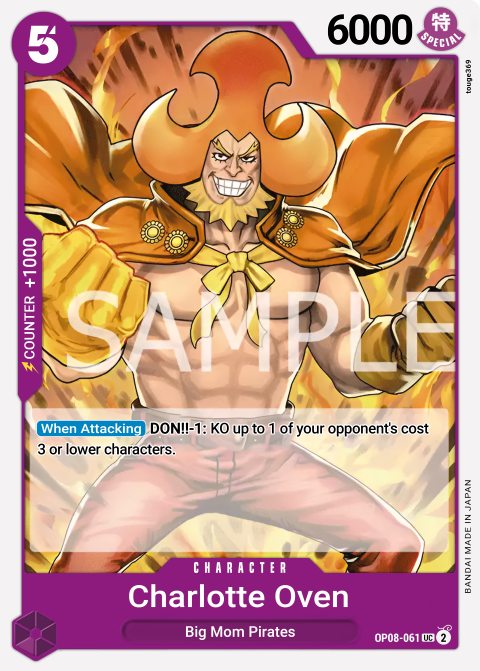 5
6000
特
SPECIAL
touge369
COUNTER +1000
SAMPLE
When Attacking DON!!-1: KO up to 1 of your opponent's cost
3 or lower characters.
BANDAI MADE IN JAPAN
CHARACTER
Charlotte Oven
Big Mom Pirates
OP08-061 UC 2